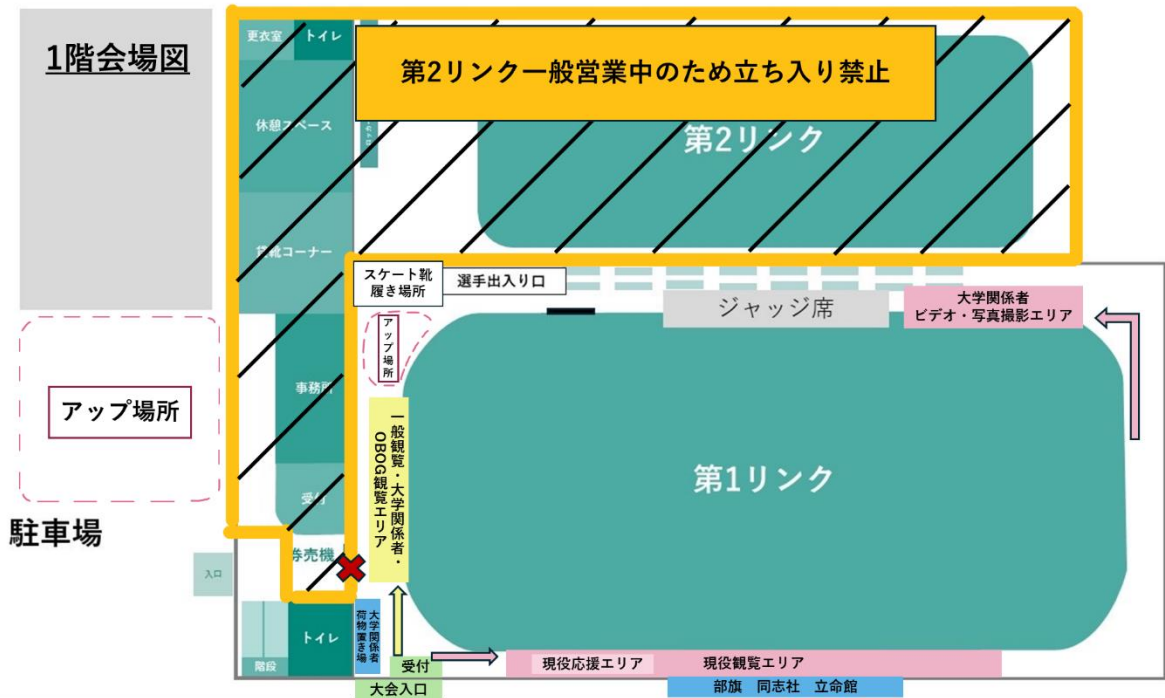 1階会場図
更衣室
トイレ
第2リンク一般営業中のため立ち入り禁止
休憩スペース
第2リンク
貸靴コーナー
スケート靴
履き場所
選手出入り口
ジャッジ席
大学関係者
ビデオ・写真撮影エリア
アップ場所
アップ場所
事務所
一般観覧・大学関係者・
OBOG観覧エリア
第1リンク
受付
駐車場
券売機
入口
階段
トイレ
大学関係者
荷物置き場
受付
大会入口
現役応援エリア
現役観覧エリア
部旗 同志社 立命館